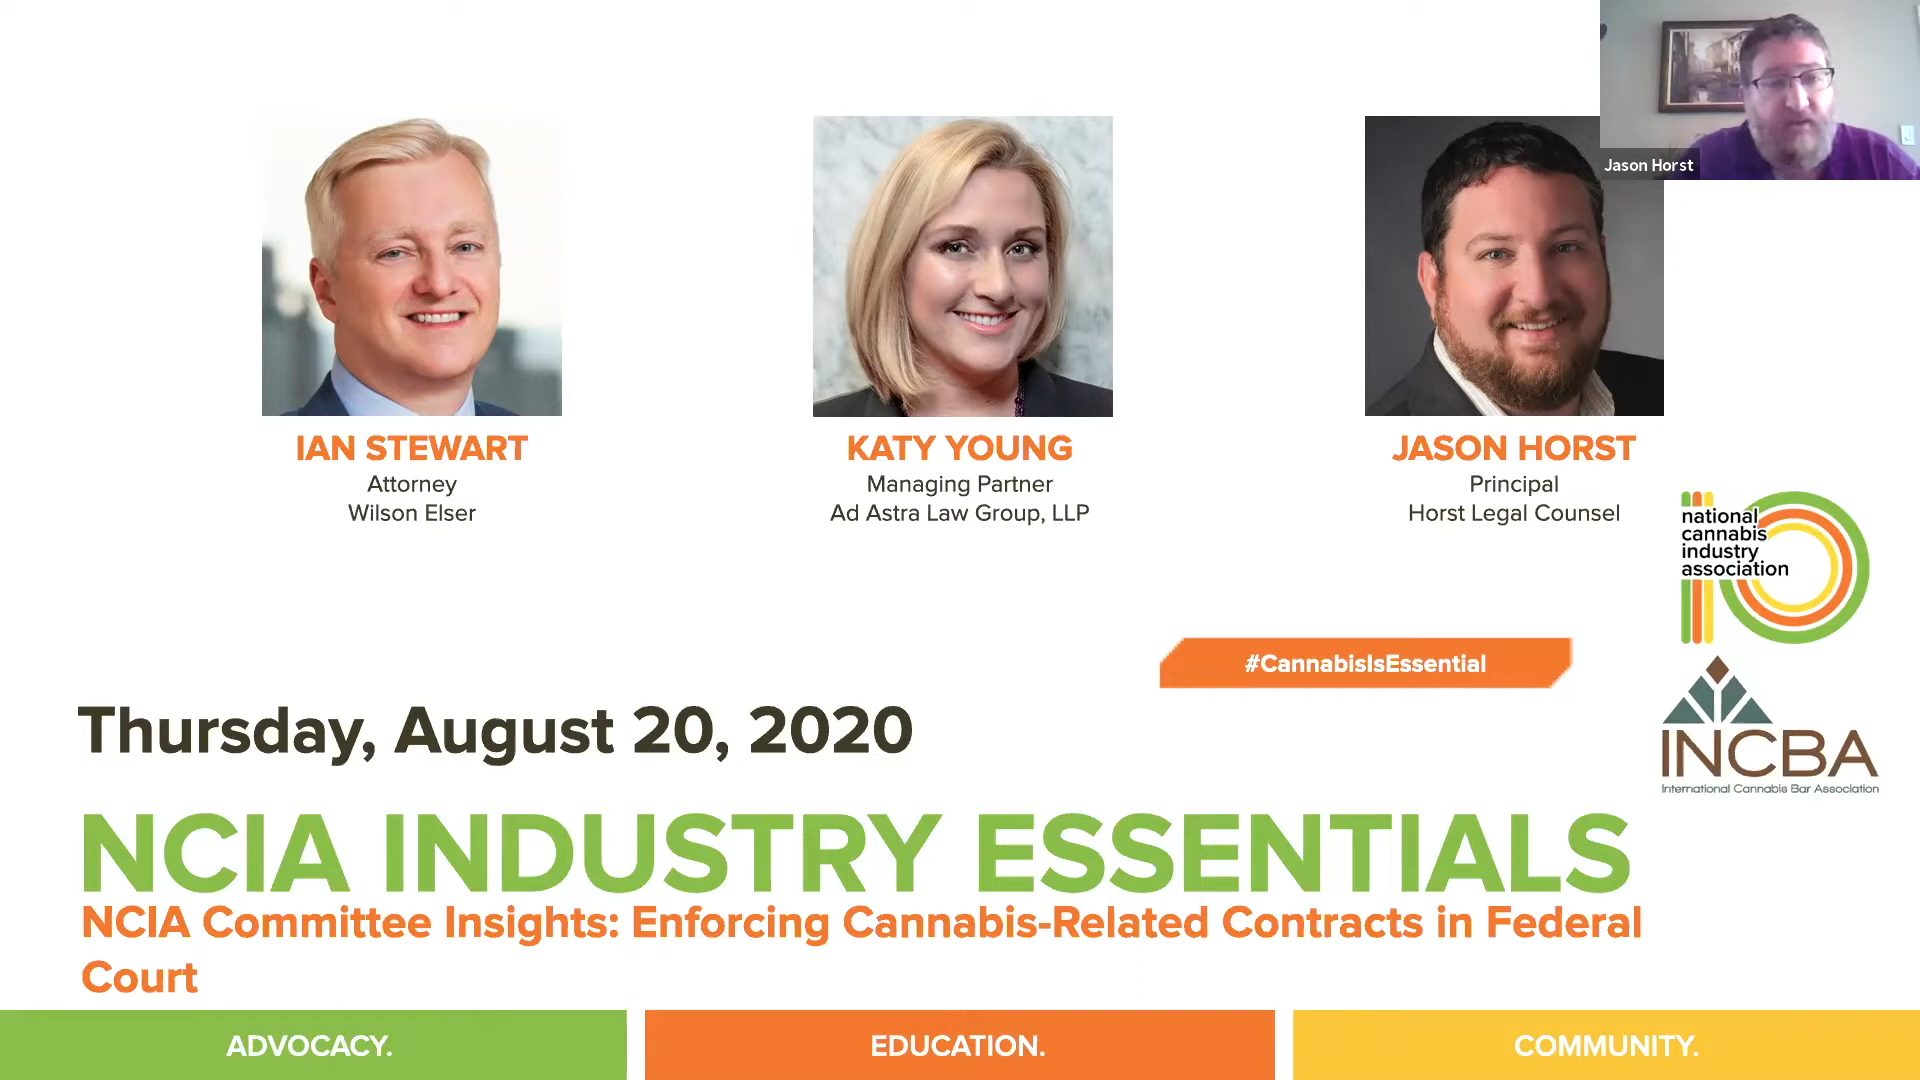 Jason Horst
IAN STEWART
Attorney
Wilson Elser
KATY YOUNG
Managing Partner
Ad Astra Law Group, LLP
JASON HORST
Principal
Horst Legal Counsel
national
cannabis
industry
association
#CannabisIsEssential
INCBA
International Cannabis Bar Association
Thursday, August 20, 2020
NCIA INDUSTRY ESSENTIALS
NCIA Committee Insights: Enforcing Cannabis-Related Contracts in Federal
Court
ADVOCACY.
EDUCATION.
COMMUNITY.